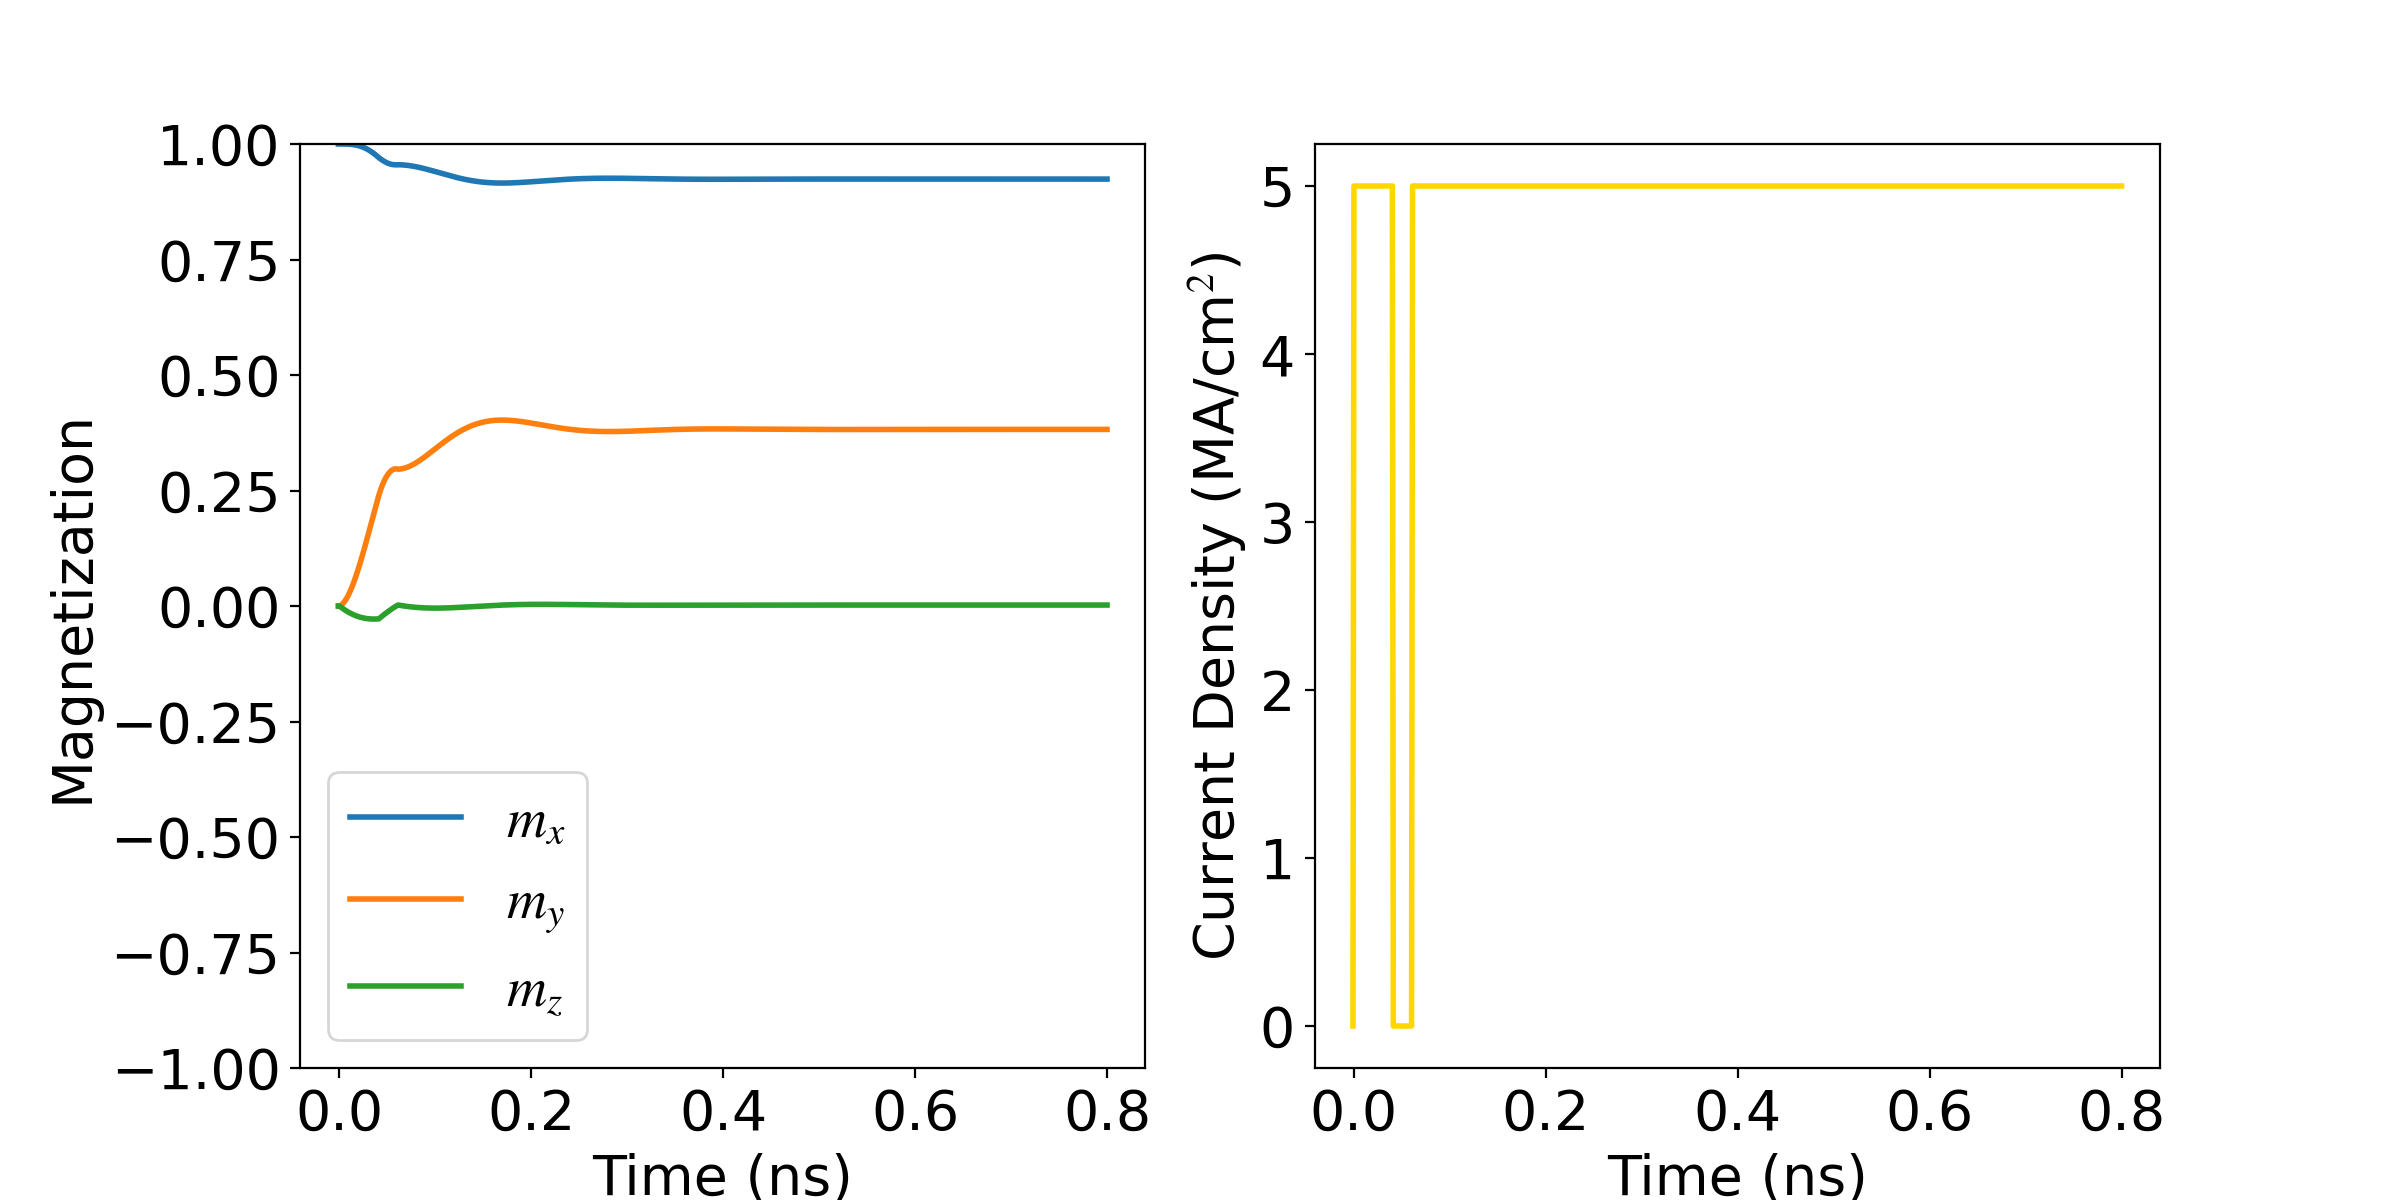 Magnetization
1.00
0.75
0.50
0.25
0.00
−0.25
−0.50
−0.75
−1.00
m_x
m_y
m_z
0.0 0.2 0.4 0.6 0.8
Time (ns)
Current Density (MA/cm²)
5
4
3
2
1
0
0.0 0.2 0.4 0.6 0.8
Time (ns)